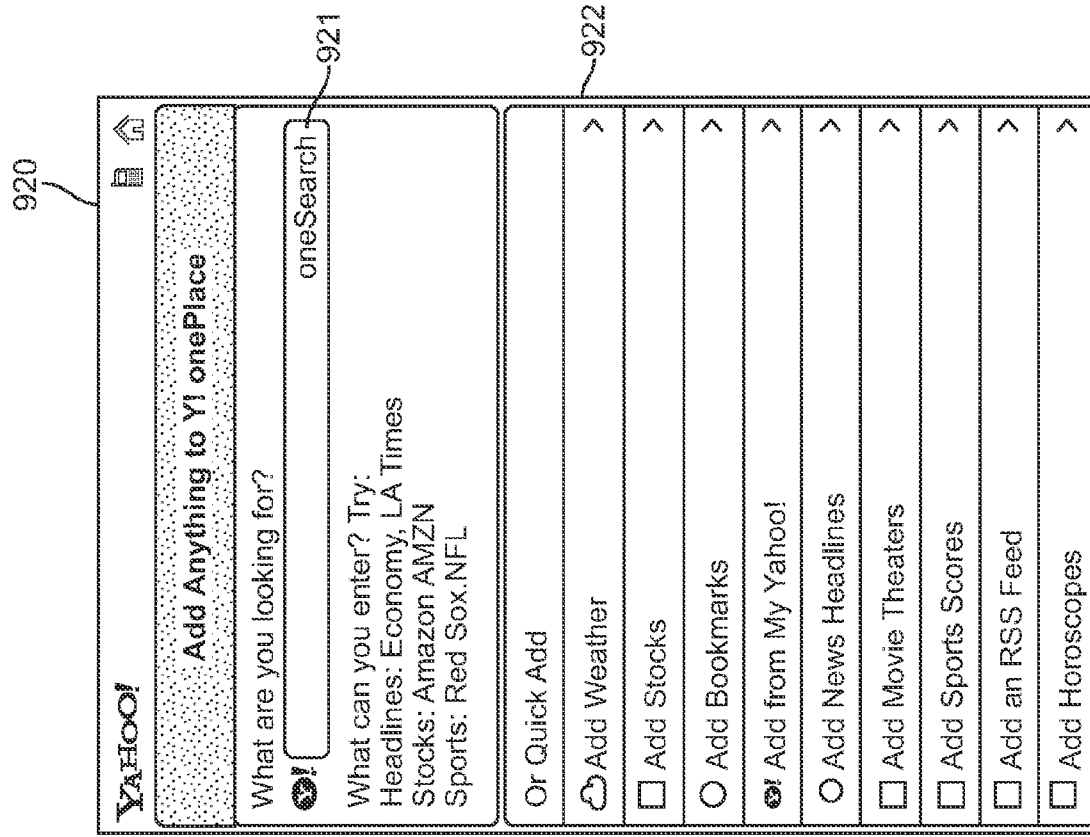 920
YAHOO!
Add Anything to Y! onePlace
What are you looking for?
oneSearch
921
What can you enter? Try:
Headlines: Economy, LA Times
Stocks: Amazon AMZN
Sports: Red Sox.NFL
922
Or Quick Add
Add Weather >
Add Stocks >
Add Bookmarks >
Add from My Yahoo! >
Add News Headlines >
Add Movie Theaters >
Add Sports Scores >
Add an RSS Feed >
Add Horoscopes >